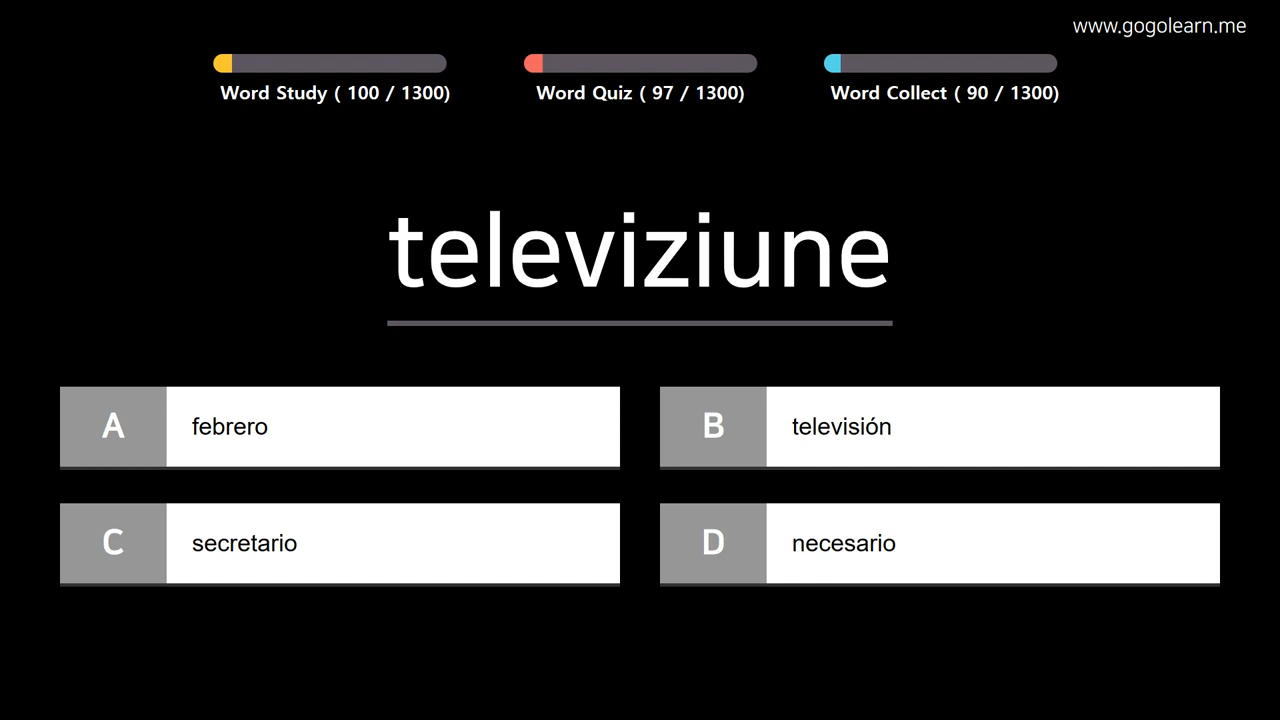 www.gogolearn.me
Word Study ( 100 / 1300)
Word Quiz ( 97 / 1300)
Word Collect ( 90 / 1300)
televiziune
A febrero
B televisión
C secretario
D necesario